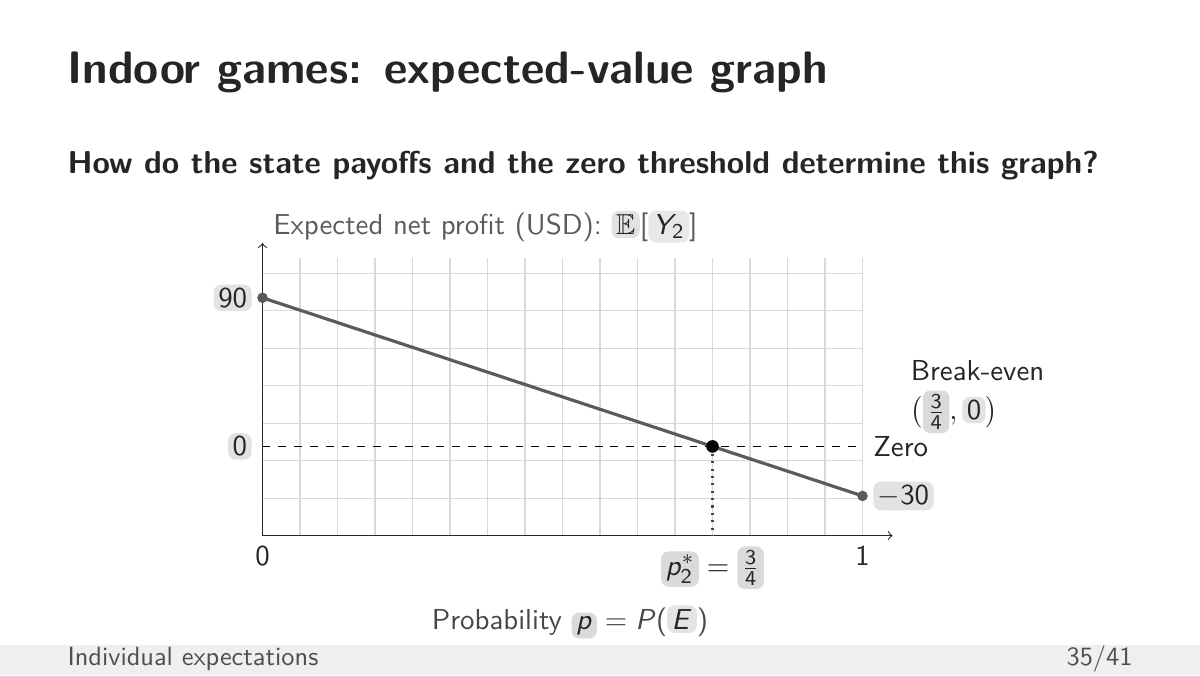 Indoor games: expected-value graph
How do the state payoffs and the zero threshold determine this graph?
Expected net profit (USD): 𝔼[Y₂]
90
Break-even
(3/4, 0)
0
Zero
−30
0
p₂* = 3/4
1
Probability p = P(E)
Individual expectations
35/41